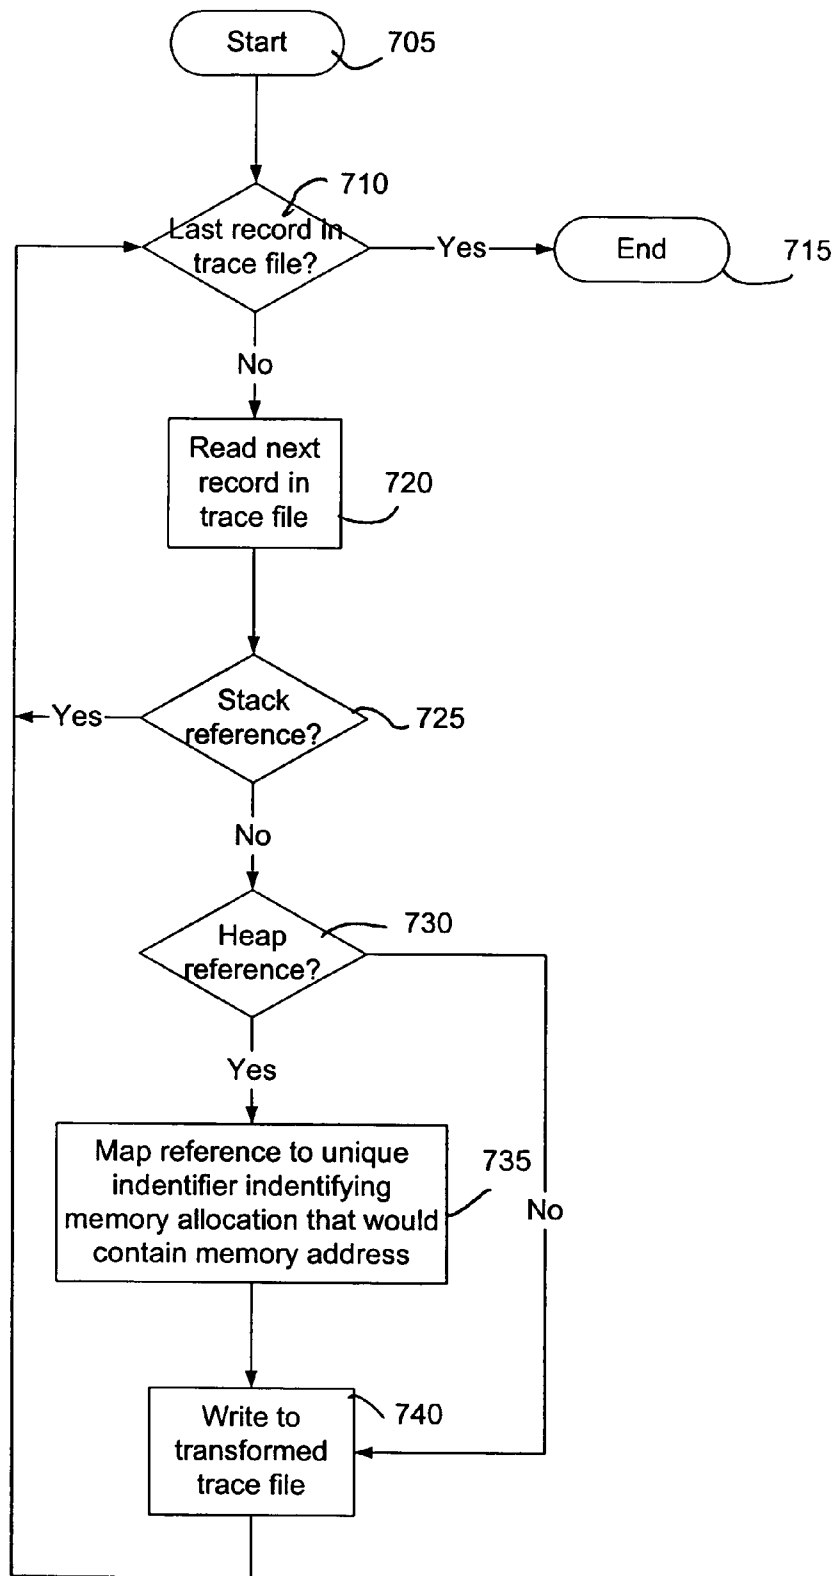 Start
705
710
Last record in
trace file?
Yes
End
715
No
Read next
record in
trace file
720
Stack
reference?
725
Yes
No
Heap
reference?
730
Yes
Map reference to unique
indentifier indentifying
memory allocation that would
contain memory address
735
No
Write to
transformed
trace file
740